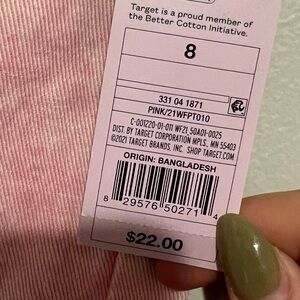 Target is a proud member of
the Better Cotton Initiative.
8
331 04 1871
PINK/21WFPT010
C-001220-01-011 WF21_50A01-0025
DIST. BY TARGET CORPORATION MPLS., MN 55403
©2021 TARGET BRANDS, INC. SHOP TARGET.COM
ORIGIN: BANGLADESH
8 29576 50271 4
$22.00